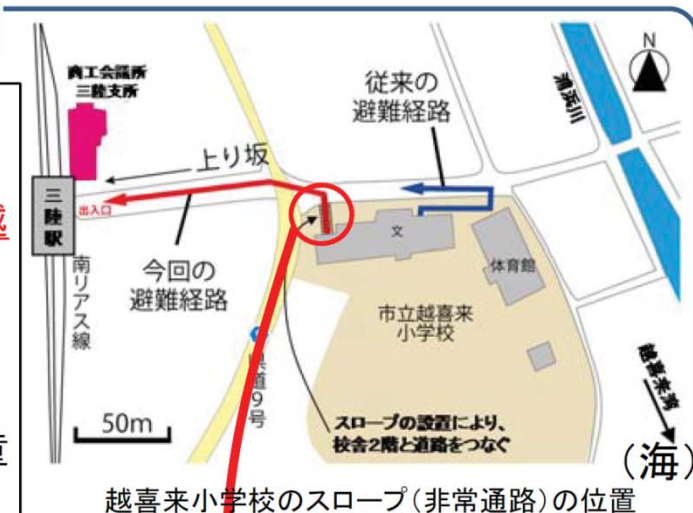 N
商工会議所
三陸支所
従来の
避難経路
浦浜川
上り坂
三陸駅
出入口
越
文
体育館
今回の
避難経路
南リアス線
市立越喜来
小学校
県道9号
越喜来湾
50m
スロープの設置により、
校舎2階と道路をつなぐ
(海)
越喜来小学校のスロープ(非常通路)の位置